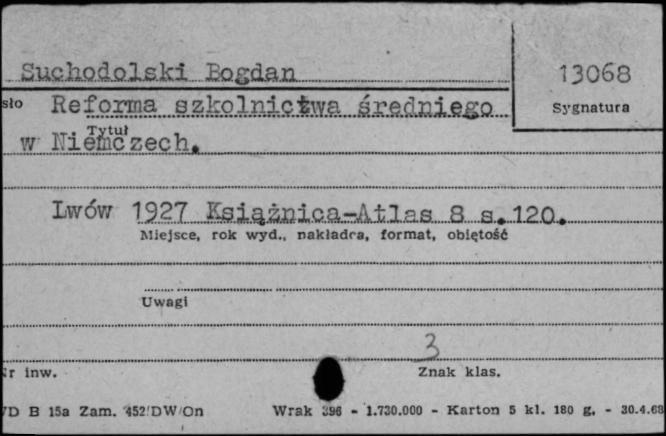 Suchodolski Bogdan
13068
sło Reforma szkolnictwa średniego
Sygnatura
Tytuł
w Niemczech.
Lwów 1927 Książnica-Atlas 8 s.120.
Miejsce, rok wyd., nakładca, format, objętość
Uwagi
3
Nr inw.
Znak klas.
D B 15a Zam. 452/DW/On Wrak 396 - 1.730.000 - Karton 5 kl. 180 g. - 30.4.68